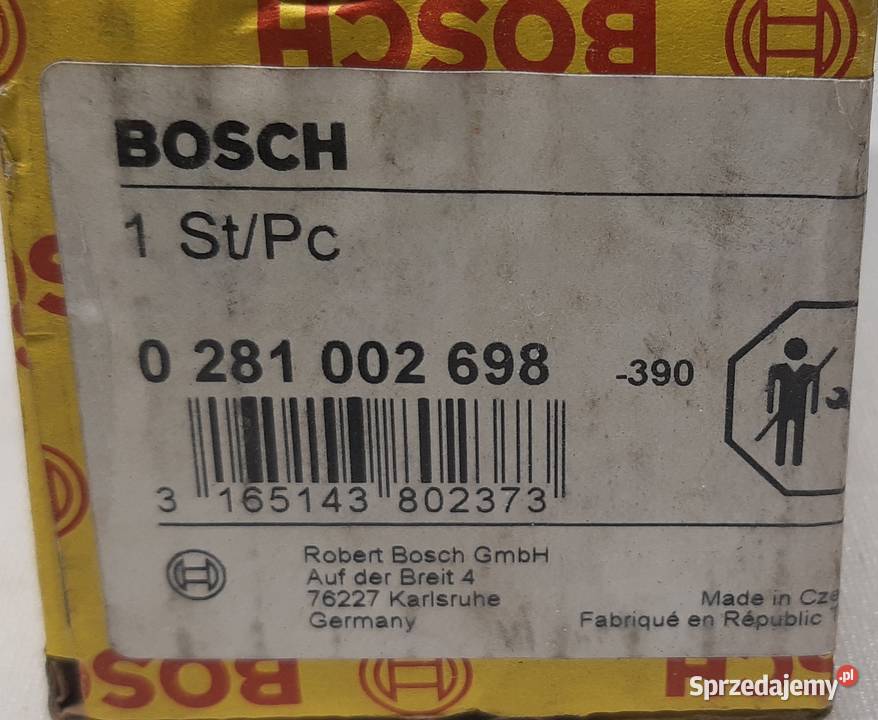 BOSCH
BOSCH
1 St/Pc
0 281 002 698 -390
3 165143 802373
Robert Bosch GmbH
Auf der Breit 4
76227 Karlsruhe
Germany
Made in Cze
Fabriqué en Républic
BOSCH
BOSCH
Sprzedajemy.pl